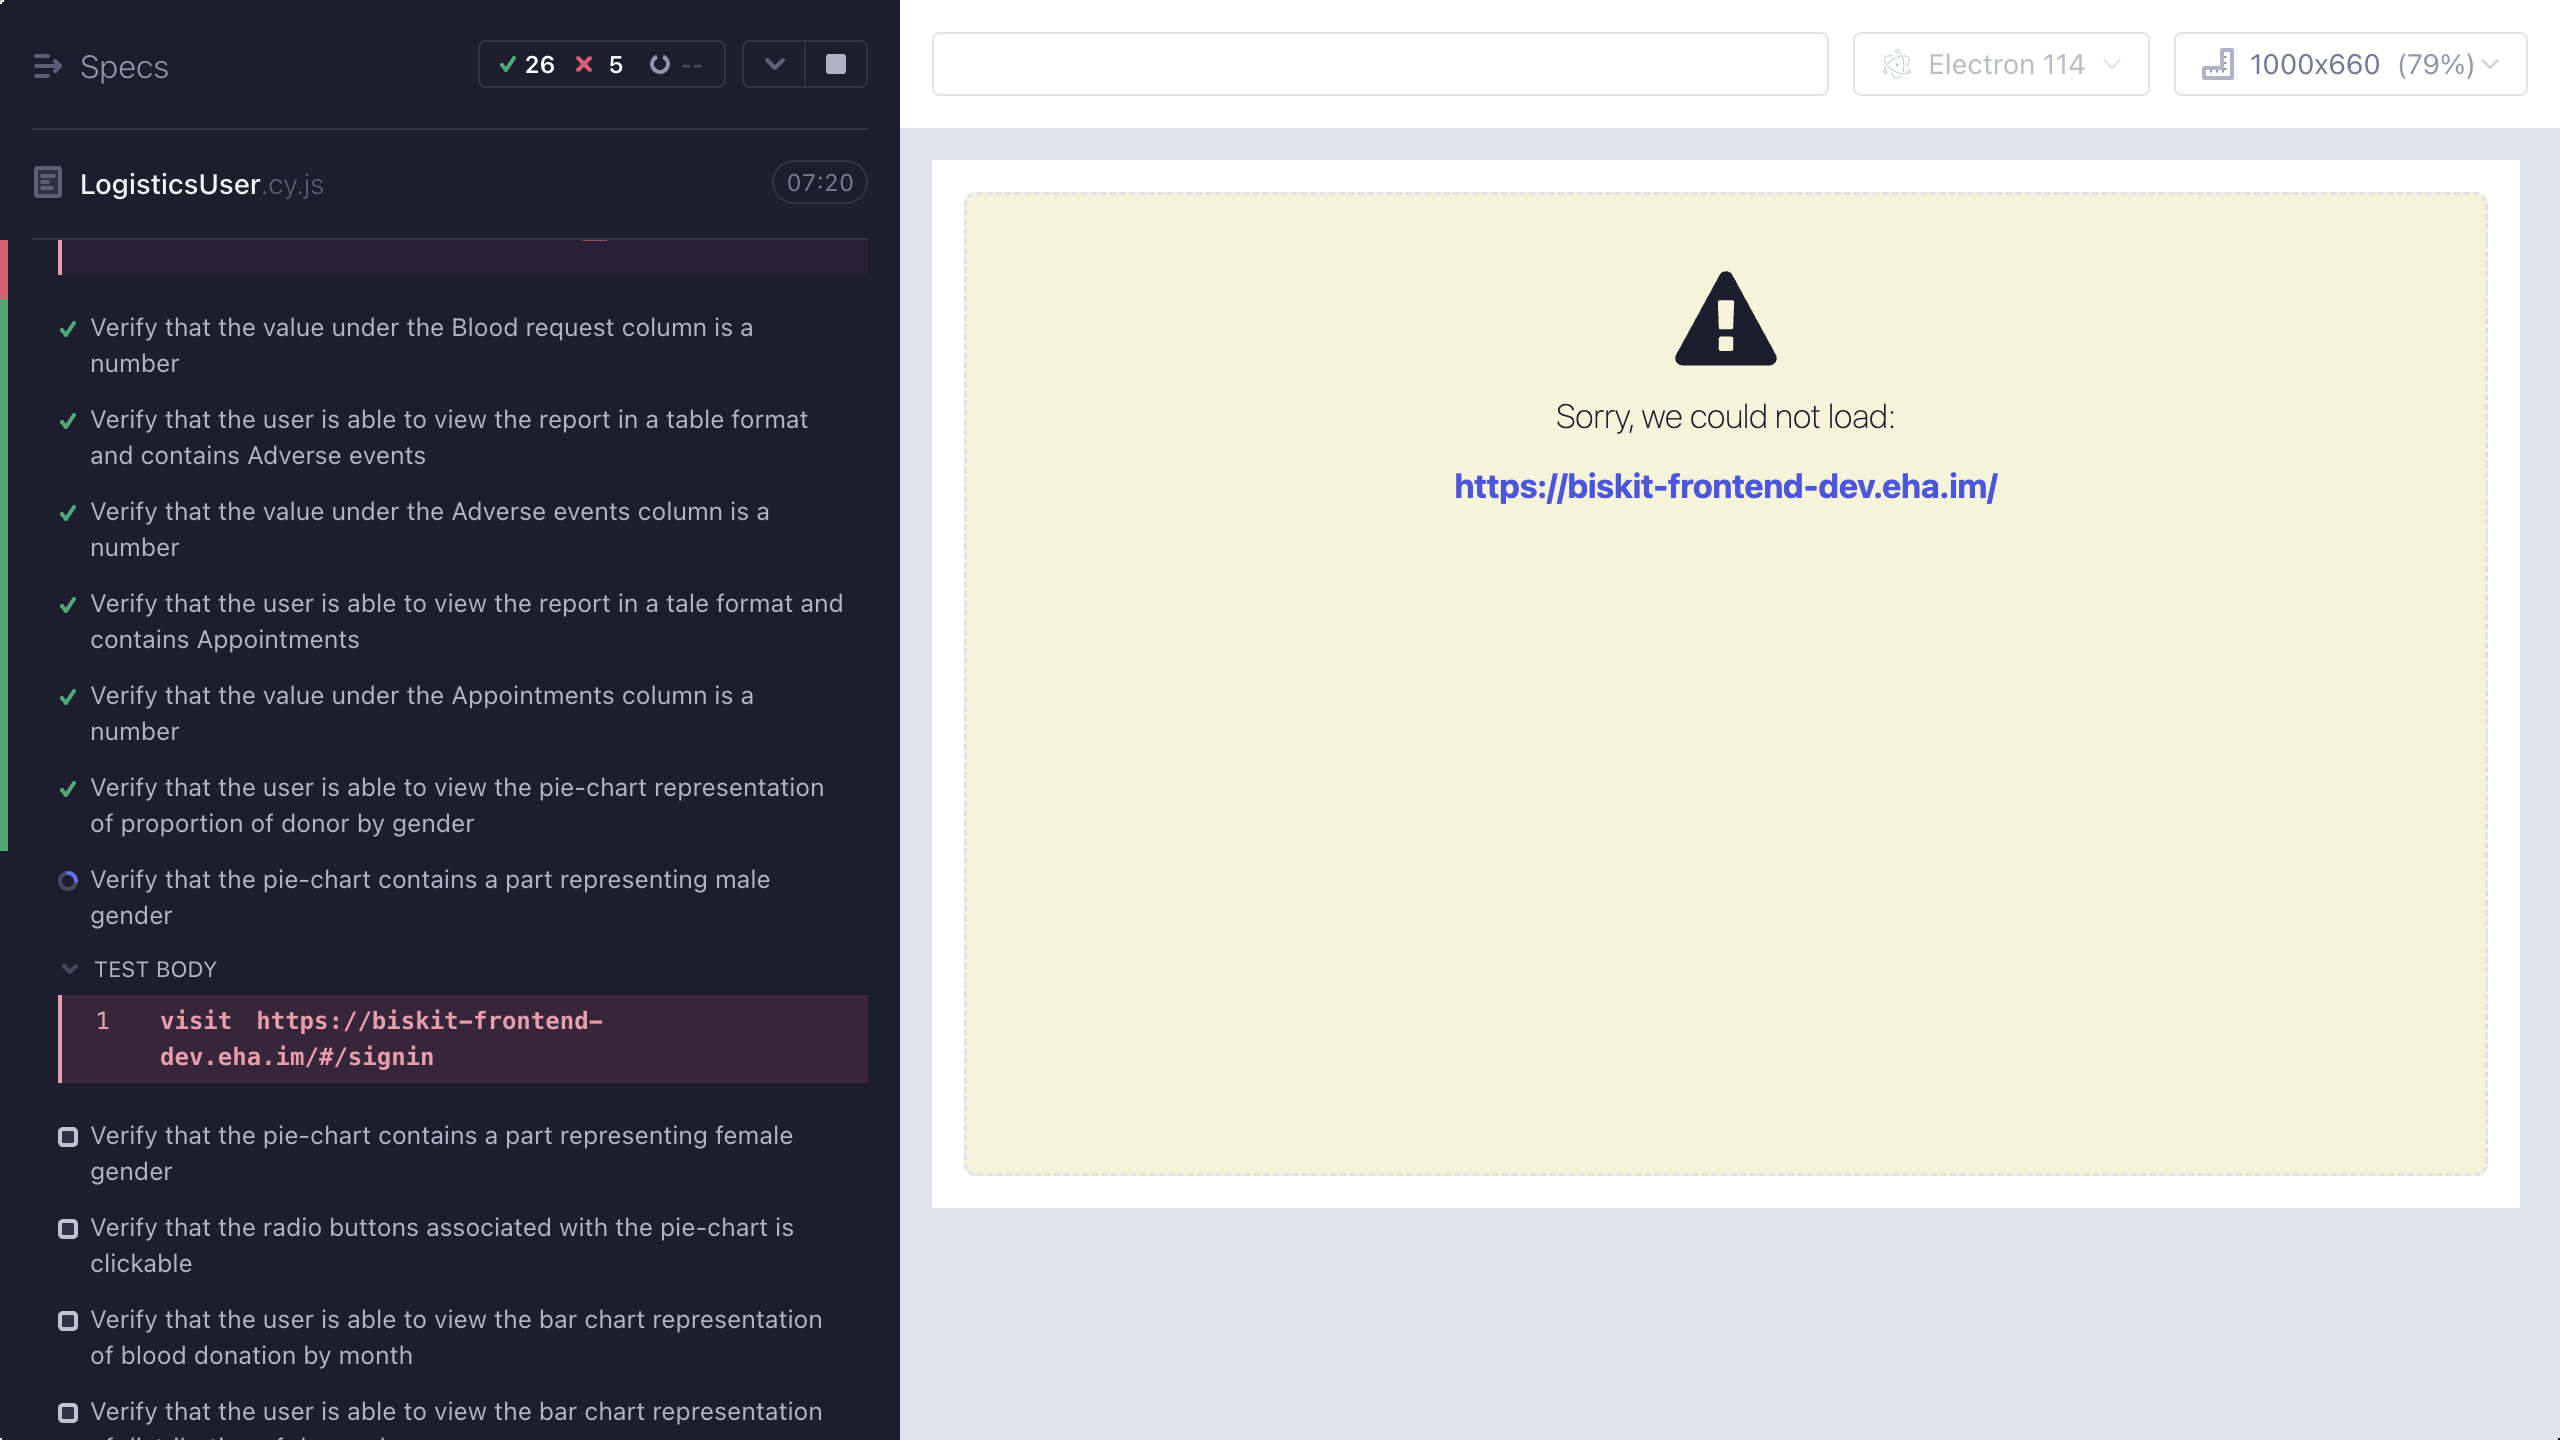 Specs
26 5 --
LogisticsUser.cy.js
07:20
Verify that the value under the Blood request column is a
number
Verify that the user is able to view the report in a table format
and contains Adverse events
Verify that the value under the Adverse events column is a
number
Verify that the user is able to view the report in a tale format and
contains Appointments
Verify that the value under the Appointments column is a
number
Verify that the user is able to view the pie-chart representation
of proportion of donor by gender
Verify that the pie-chart contains a part representing male
gender
TEST BODY
1 visit https://biskit-frontend-
dev.eha.im/#/signin
Verify that the pie-chart contains a part representing female
gender
Verify that the radio buttons associated with the pie-chart is
clickable
Verify that the user is able to view the bar chart representation
of blood donation by month
Verify that the user is able to view the bar chart representation
Electron 114
1000x660 (79%)
Sorry, we could not load:
https://biskit-frontend-dev.eha.im/